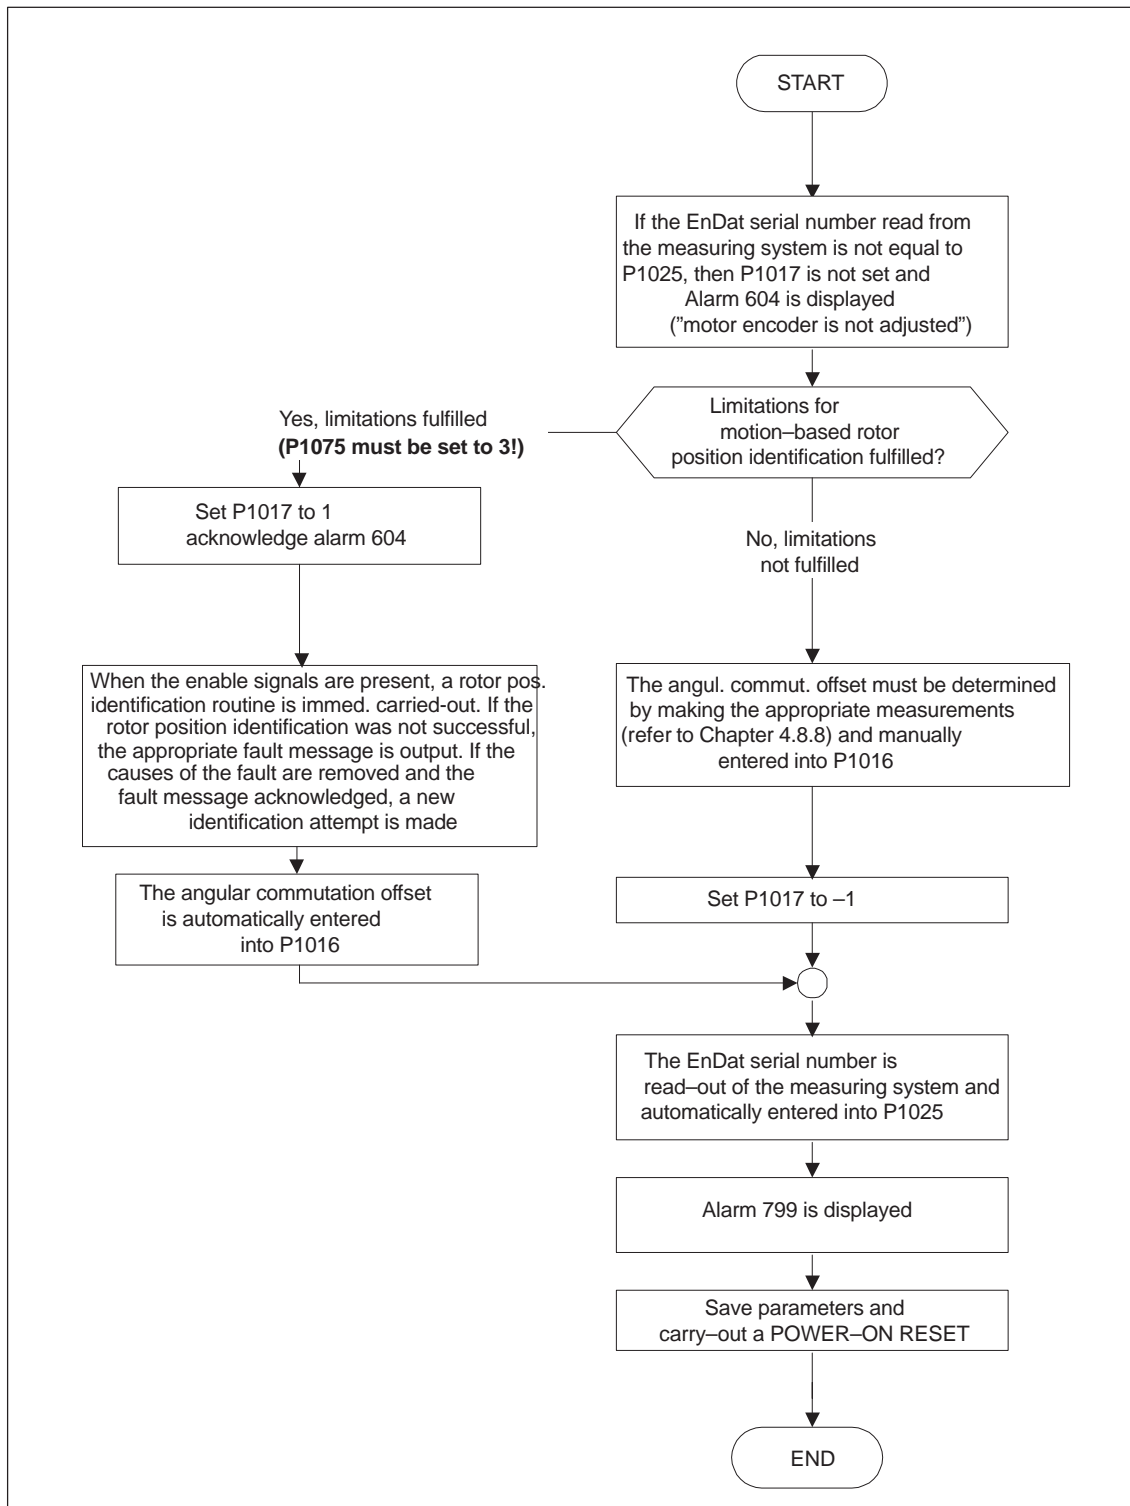 START
If the EnDat serial number read from
the measuring system is not equal to
P1025, then P1017 is not set and
Alarm 604 is displayed
(”motor encoder is not adjusted”)
Limitations for
motion–based rotor
position identification fulfilled?
Yes, limitations fulfilled
(P1075 must be set to 3!)
Set P1017 to 1
acknowledge alarm 604
No, limitations
not fulfilled
When the enable signals are present, a rotor pos.
identification routine is immed. carried-out. If the
rotor position identification was not successful,
the appropriate fault message is output. If the
causes of the fault are removed and the
fault message acknowledged, a new
identification attempt is made
The angul. commut. offset must be determined
by making the appropriate measurements
(refer to Chapter 4.8.8) and manually
entered into P1016
The angular commutation offset
is automatically entered
into P1016
Set P1017 to –1
The EnDat serial number is
read–out of the measuring system and
automatically entered into P1025
Alarm 799 is displayed
Save parameters and
carry–out a POWER–ON RESET
END